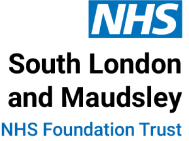 NHS
South London
and Maudsley
NHS Foundation Trust